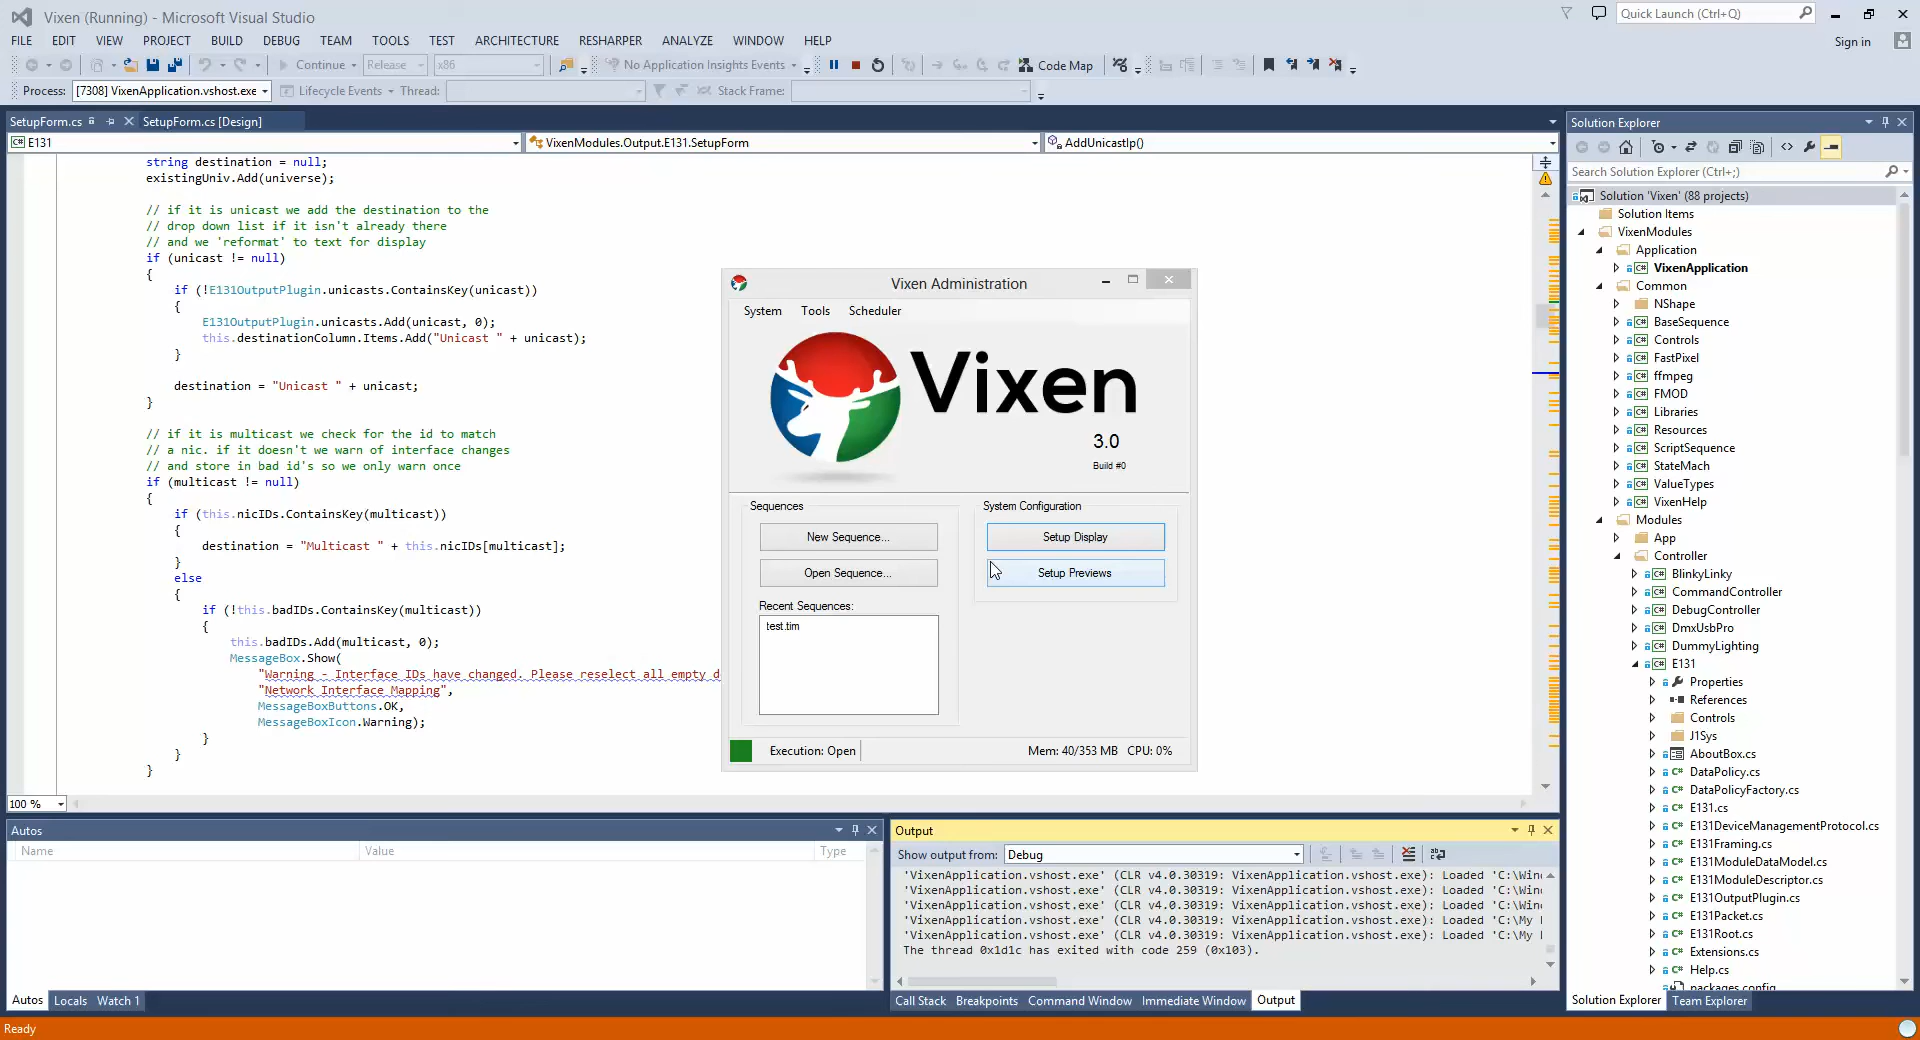 Vixen (Running) - Microsoft Visual Studio
Quick Launch (Ctrl+Q)
FILE EDIT VIEW PROJECT BUILD DEBUG TEAM TOOLS TEST ARCHITECTURE RESHARPER ANALYZE WINDOW HELP
Sign in
Continue Release x86 No Application Insights Events Code Map
Process: [7308] VixenApplication.vshost.exe Lifecycle Events Thread: Stack Frame:
SetupForm.cs SetupForm.cs [Design]
E131 VixenModules.Output.E131.SetupForm AddUnicastIp()
string destination = null;
existingUniv.Add(universe);
// if it is unicast we add the destination to the
// drop down list if it isn't already there
// and we 'reformat' to text for display
if (unicast != null)
{
if (!E131OutputPlugin.unicasts.ContainsKey(unicast))
{
E131OutputPlugin.unicasts.Add(unicast, 0);
this.destinationColumn.Items.Add("Unicast " + unicast);
}
destination = "Unicast " + unicast;
}
// if it is multicast we check for the id to match
// a nic. if it doesn't we warn of interface changes
// and store in bad id's so we only warn once
if (multicast != null)
{
if (this.nicIDs.ContainsKey(multicast))
{
destination = "Multicast " + this.nicIDs[multicast];
}
else
{
if (!this.badIDs.ContainsKey(multicast))
{
this.badIDs.Add(multicast, 0);
MessageBox.Show(
"Warning - Interface IDs have changed. Please reselect all empty d
"Network Interface Mapping",
MessageBoxButtons.OK,
MessageBoxIcon.Warning);
}
}
}
100 %
Vixen Administration
System Tools Scheduler
Vixen
3.0
Build #0
Sequences
New Sequence...
Open Sequence...
Recent Sequences:
test.tim
System Configuration
Setup Display
Setup Previews
Execution: Open Mem: 40/353 MB CPU: 0%
Autos
Name Value Type
Autos Locals Watch 1
Output
Show output from: Debug
'VixenApplication.vshost.exe' (CLR v4.0.30319: VixenApplication.vshost.exe): Loaded 'C:\Win
'VixenApplication.vshost.exe' (CLR v4.0.30319: VixenApplication.vshost.exe): Loaded 'C:\Win
'VixenApplication.vshost.exe' (CLR v4.0.30319: VixenApplication.vshost.exe): Loaded 'C:\Win
'VixenApplication.vshost.exe' (CLR v4.0.30319: VixenApplication.vshost.exe): Loaded 'C:\My
'VixenApplication.vshost.exe' (CLR v4.0.30319: VixenApplication.vshost.exe): Loaded 'C:\My
The thread 0x1d1c has exited with code 259 (0x103).
Call Stack Breakpoints Command Window Immediate Window Output
Solution Explorer
Search Solution Explorer (Ctrl+;)
Solution 'Vixen' (88 projects)
Solution Items
VixenModules
Application
VixenApplication
Common
NShape
BaseSequence
Controls
FastPixel
ffmpeg
FMOD
Libraries
Resources
ScriptSequence
StateMach
ValueTypes
VixenHelp
Modules
App
Controller
BlinkyLinky
CommandController
DebugController
DmxUsbPro
DummyLighting
E131
Properties
References
Controls
J1Sys
AboutBox.cs
DataPolicy.cs
DataPolicyFactory.cs
E131.cs
E131DeviceManagementProtocol.cs
E131Framing.cs
E131ModuleDataModel.cs
E131ModuleDescriptor.cs
E131OutputPlugin.cs
E131Packet.cs
E131Root.cs
Extensions.cs
Help.cs
packages.config
Solution Explorer Team Explorer
Ready